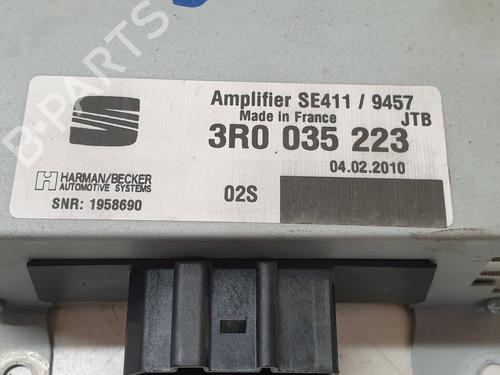 Amplifier SE411 / 9457
Made in France JTB
3R0 035 223
04.02.2010
HARMAN/BECKER
AUTOMOTIVE SYSTEMS
SNR: 1958690
02S
B-PARTS